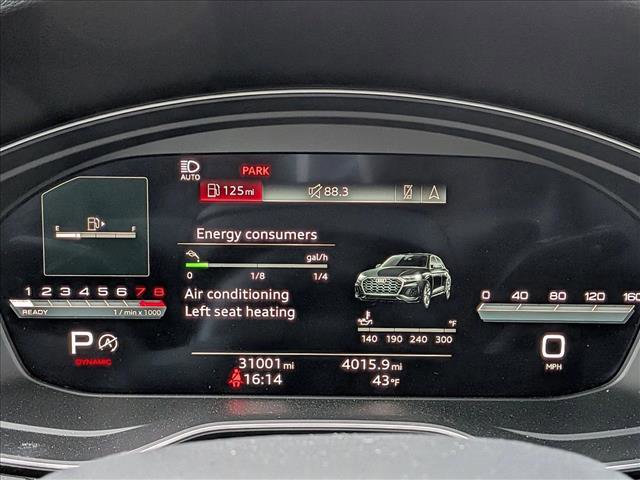 AUTO
PARK
125 mi
88.3
E F
Energy consumers
gal/h
0 1/8 1/4
Air conditioning
Left seat heating
1 2 3 4 5 6 7 8
READY 1 / min x 1000
P
DYNAMIC
°F
140 190 240 300
0 40 80 120 160
0
MPH
31001 mi 4015.9 mi
16:14 43°F